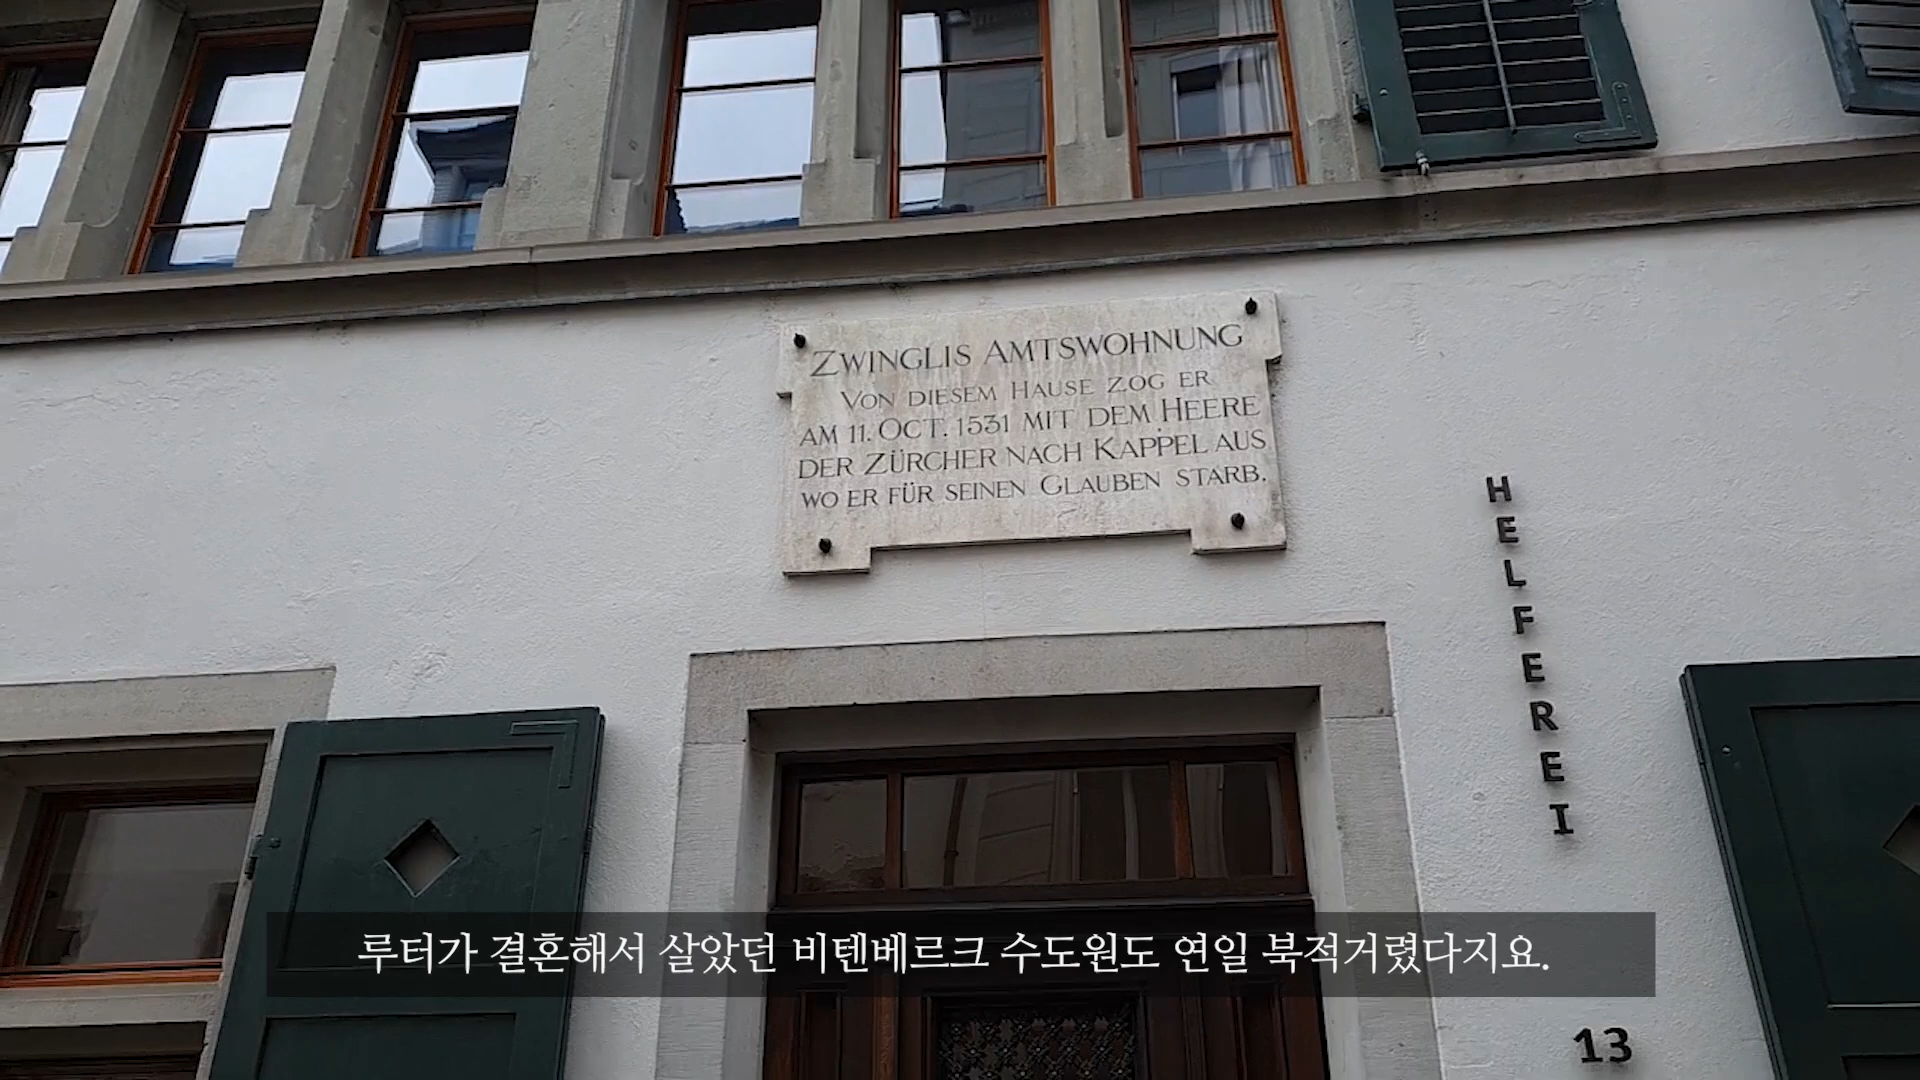 ZWINGLIS AMTSWOHNUNG
VON DIESEM HAUSE ZOG ER
AM 11. OCT. 1531 MIT DEM HEERE
DER ZÜRCHER NACH KAPPEL AUS
WO ER FÜR SEINEN GLAUBEN STARB.
HELFEREI
루터가 결혼해서 살았던 비텐베르크 수도원도 연일 북적거렸다지요.
13